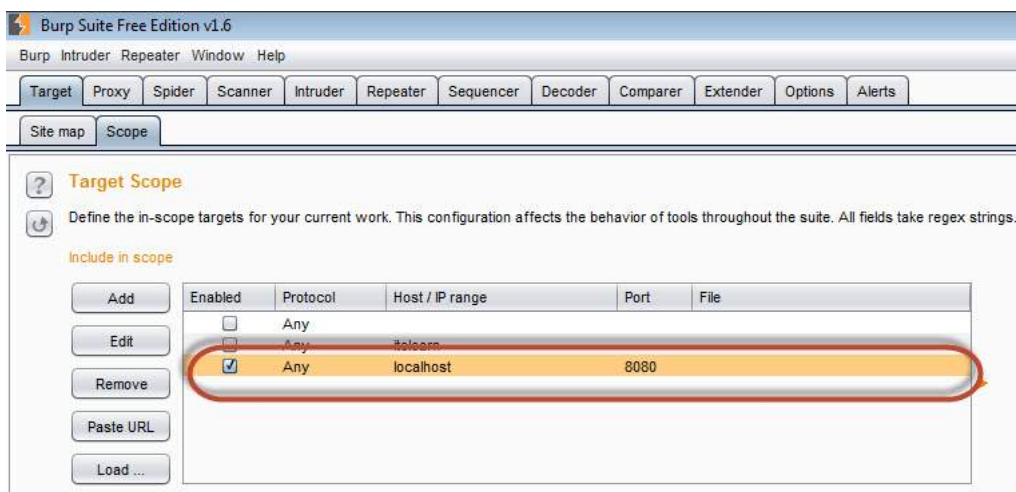 Burp Suite Free Edition v1.6
Burp Intruder Repeater Window Help
Target Proxy Spider Scanner Intruder Repeater Sequencer Decoder Comparer Extender Options Alerts
Site map Scope
? Target Scope
Define the in-scope targets for your current work. This configuration affects the behavior of tools throughout the suite. All fields take regex strings.
Include in scope
Add Enabled Protocol Host / IP range Port File
Any
Edit Any itelearn
Any localhost 8080
Remove
Paste URL
Load ...